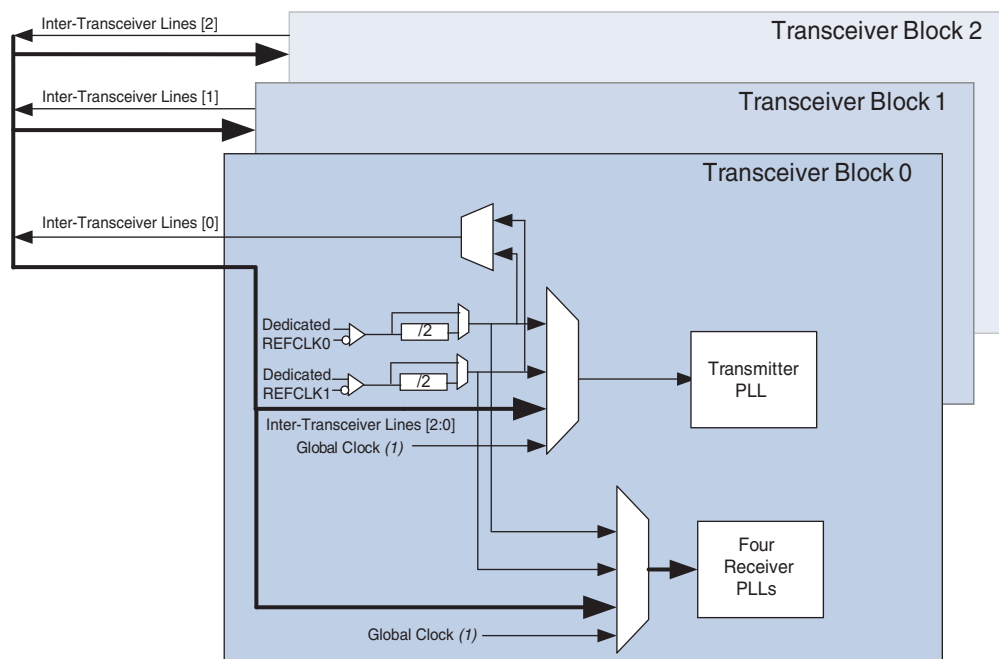 Inter-Transceiver Lines [2]
Transceiver Block 2
Inter-Transceiver Lines [1]
Transceiver Block 1
Transceiver Block 0
Inter-Transceiver Lines [0]
Dedicated
REFCLK0
/2
Dedicated
REFCLK1
/2
Transmitter
PLL
Inter-Transceiver Lines [2:0]
Global Clock (1)
Four
Receiver
PLLs
Global Clock (1)